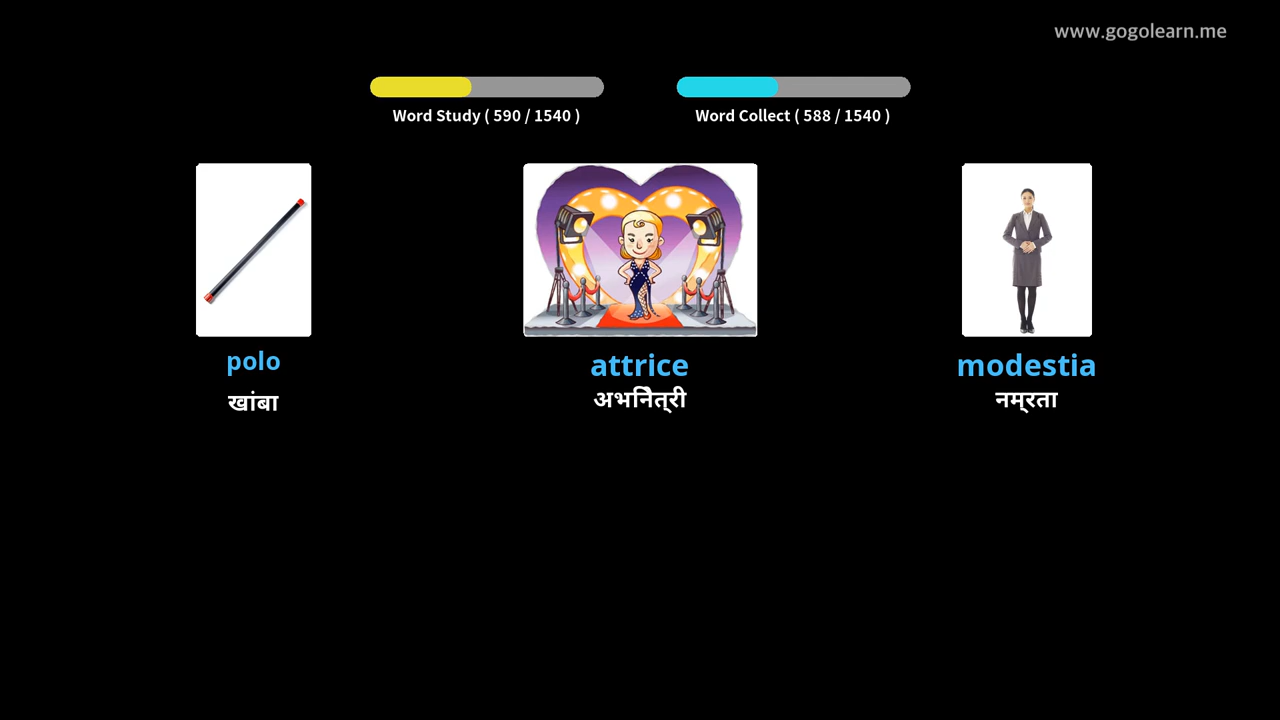 www.gogolearn.me
Word Study ( 590 / 1540 )
Word Collect ( 588 / 1540 )
polo
attrice
modestia
खांबा
अभिनेत्री
नम्रता